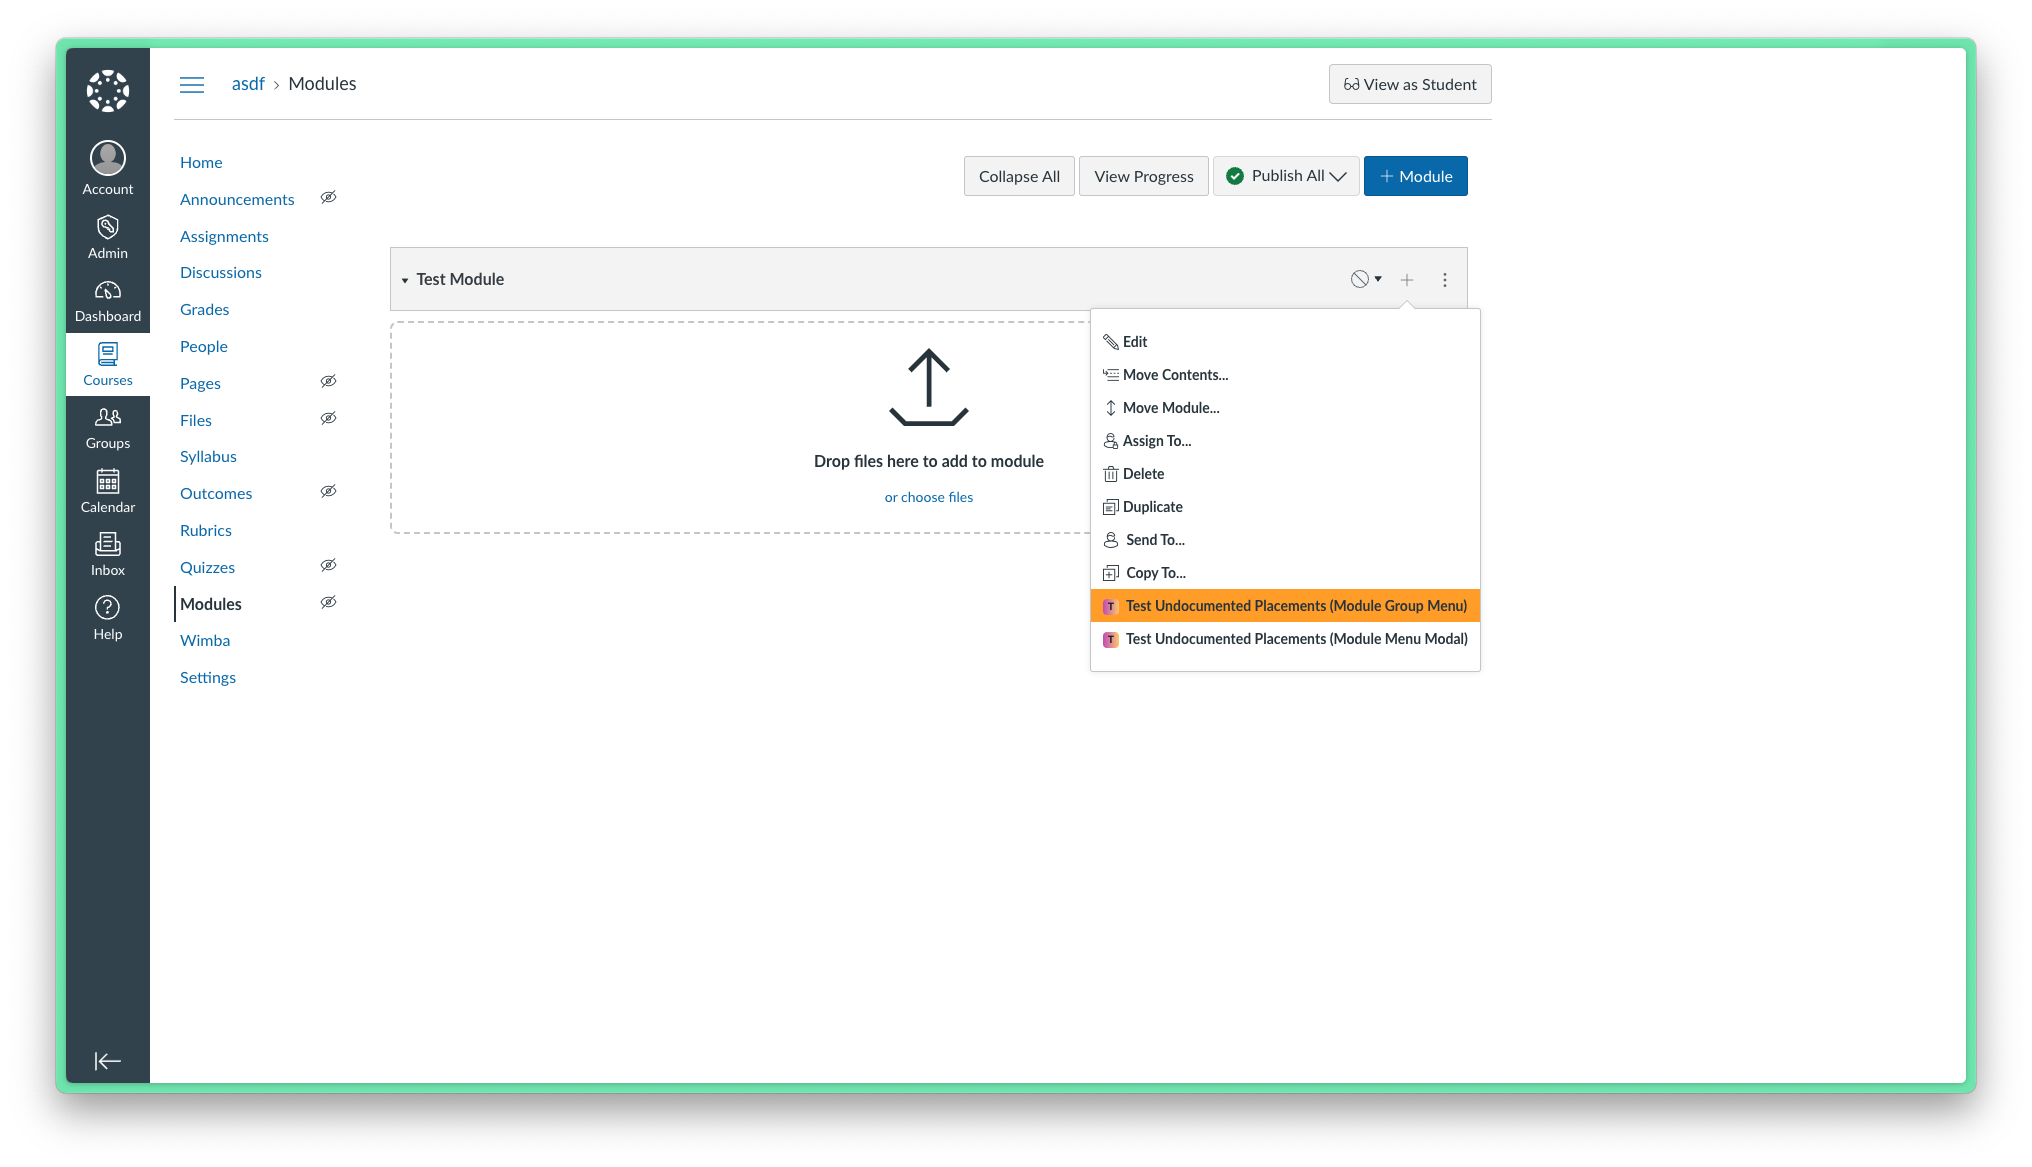 asdf › Modules
View as Student
Account
Admin
Dashboard
Courses
Groups
Calendar
Inbox
Help
Home
Announcements
Assignments
Discussions
Grades
People
Pages
Files
Syllabus
Outcomes
Rubrics
Quizzes
Modules
Wimba
Settings
Collapse All
View Progress
Publish All
+ Module
Test Module
Drop files here to add to module
or choose files
Edit
Move Contents...
Move Module...
Assign To...
Delete
Duplicate
Send To...
Copy To...
T Test Undocumented Placements (Module Group Menu)
T Test Undocumented Placements (Module Menu Modal)